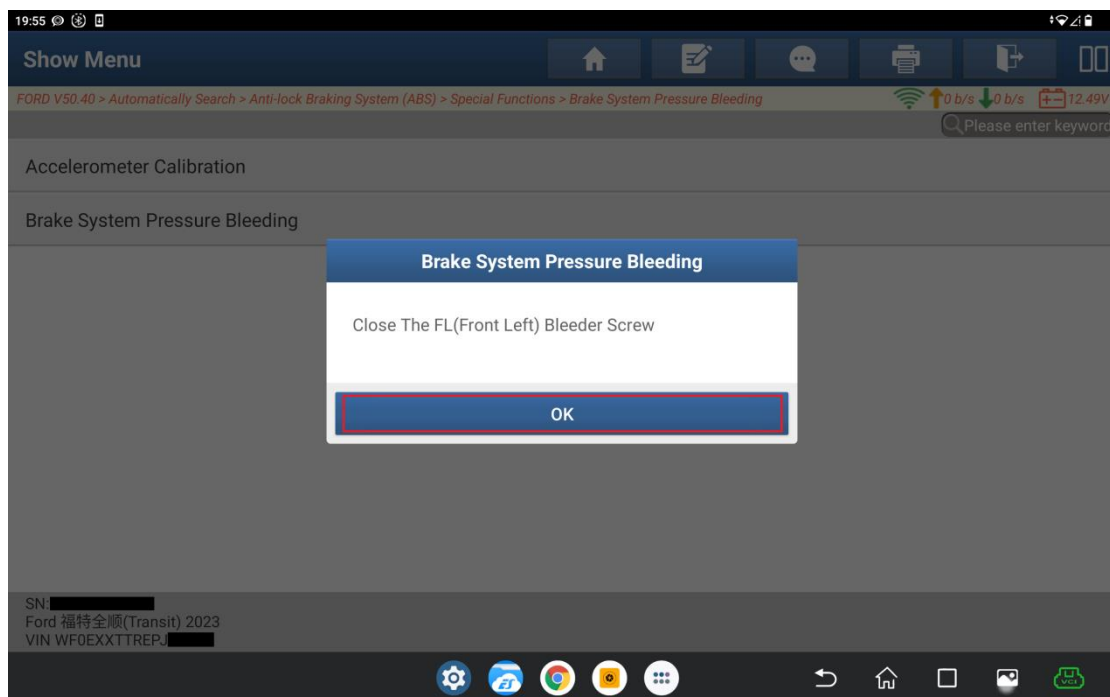 19:55
Show Menu
FORD V50.40 > Automatically Search > Anti-lock Braking System (ABS) > Special Functions > Brake System Pressure Bleeding
0 b/s 0 b/s 12.49V
Please enter keyword
Accelerometer Calibration
Brake System Pressure Bleeding
Brake System Pressure Bleeding
Close The FL(Front Left) Bleeder Screw
OK
SN:
Ford 福特全顺(Transit) 2023
VIN WF0EXXTTREPJ
ES
VCI